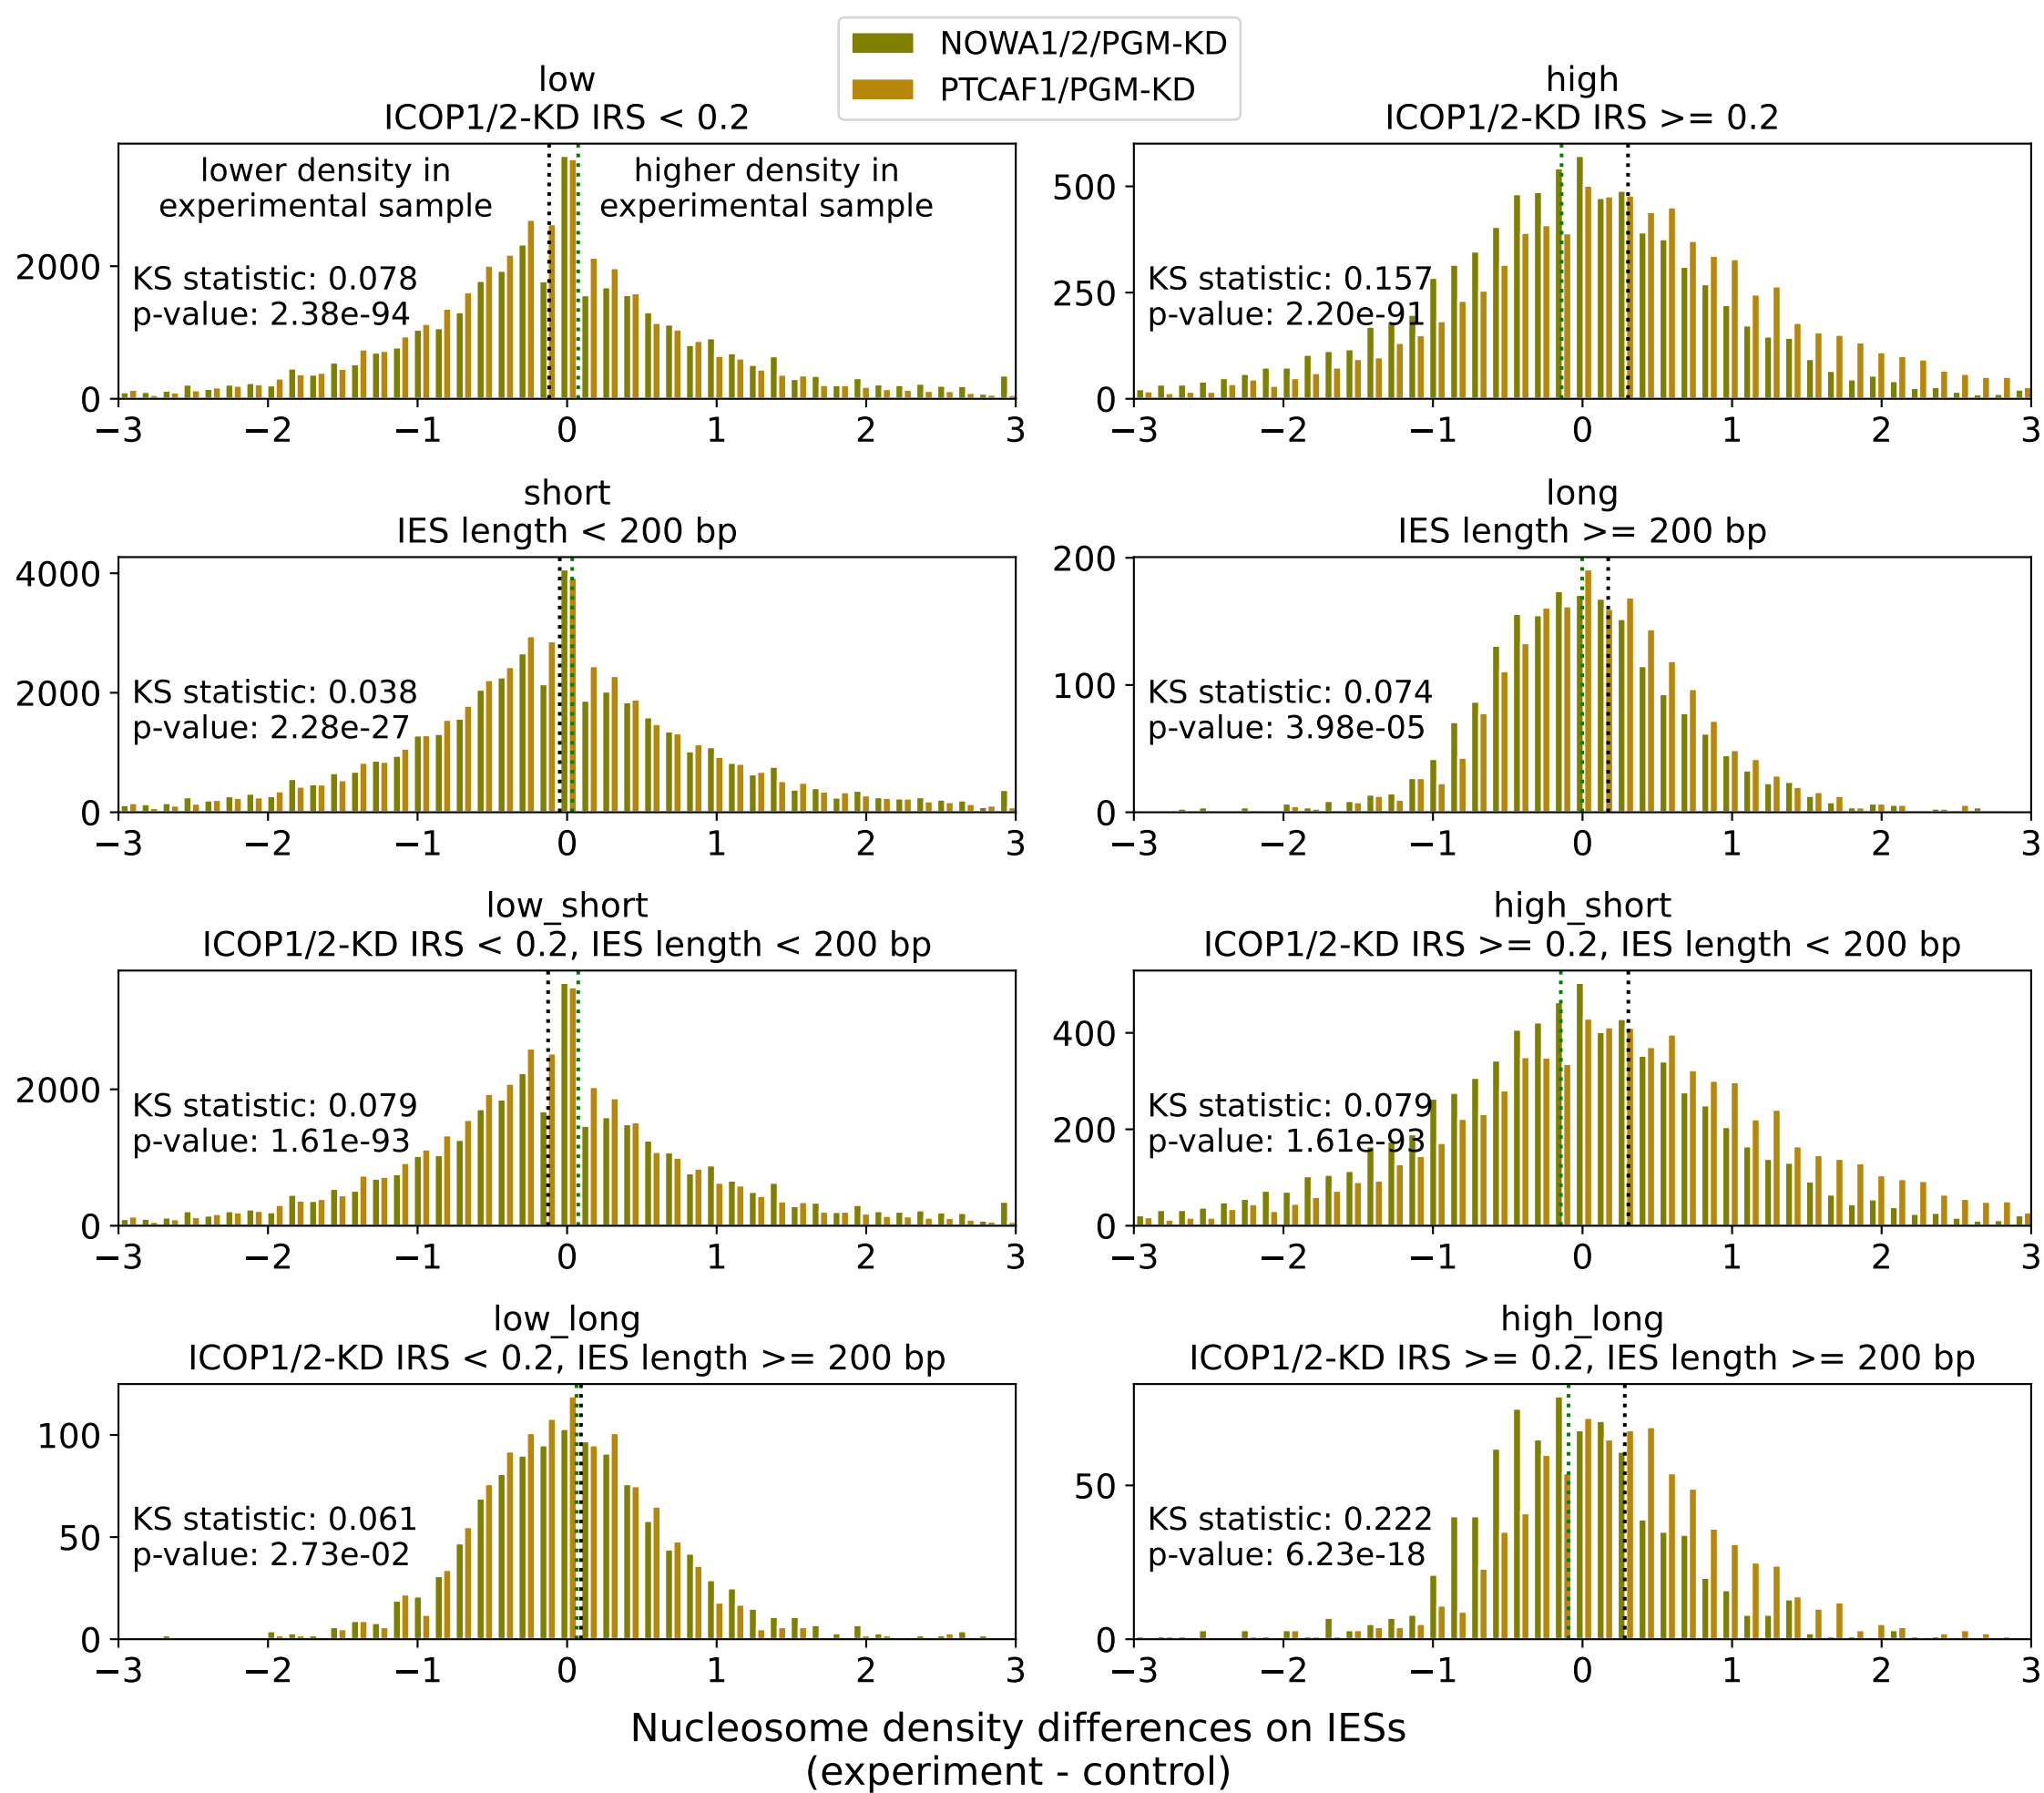 NOWA1/2/PGM-KD
PTCAF1/PGM-KD
low
ICOP1/2-KD IRS < 0.2
lower density in
experimental sample
higher density in
experimental sample
KS statistic: 0.078
p-value: 2.38e-94
2000
0
−3 −2 −1 0 1 2 3
high
ICOP1/2-KD IRS >= 0.2
KS statistic: 0.157
p-value: 2.20e-91
500
250
0
−3 −2 −1 0 1 2 3
short
IES length < 200 bp
KS statistic: 0.038
p-value: 2.28e-27
4000
2000
0
−3 −2 −1 0 1 2 3
long
IES length >= 200 bp
KS statistic: 0.074
p-value: 3.98e-05
200
100
0
−3 −2 −1 0 1 2 3
low_short
ICOP1/2-KD IRS < 0.2, IES length < 200 bp
KS statistic: 0.079
p-value: 1.61e-93
2000
0
−3 −2 −1 0 1 2 3
high_short
ICOP1/2-KD IRS >= 0.2, IES length < 200 bp
KS statistic: 0.079
p-value: 1.61e-93
400
200
0
−3 −2 −1 0 1 2 3
low_long
ICOP1/2-KD IRS < 0.2, IES length >= 200 bp
KS statistic: 0.061
p-value: 2.73e-02
100
50
0
−3 −2 −1 0 1 2 3
high_long
ICOP1/2-KD IRS >= 0.2, IES length >= 200 bp
KS statistic: 0.222
p-value: 6.23e-18
50
0
−3 −2 −1 0 1 2 3
Nucleosome density differences on IESs
(experiment - control)